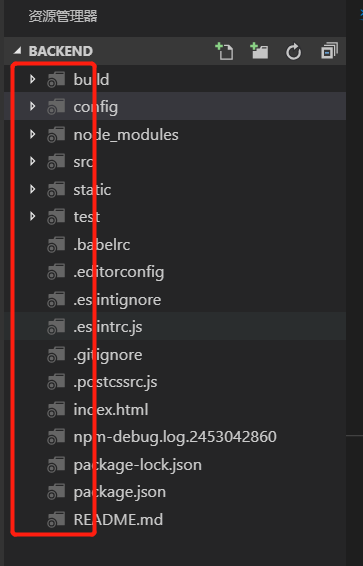 资源管理器
BACKEND
build
config
node_modules
src
static
test
.babelrc
.editorconfig
.eslintignore
.eslintrc.js
.gitignore
.postcssrc.js
index.html
npm-debug.log.2453042860
package-lock.json
package.json
README.md